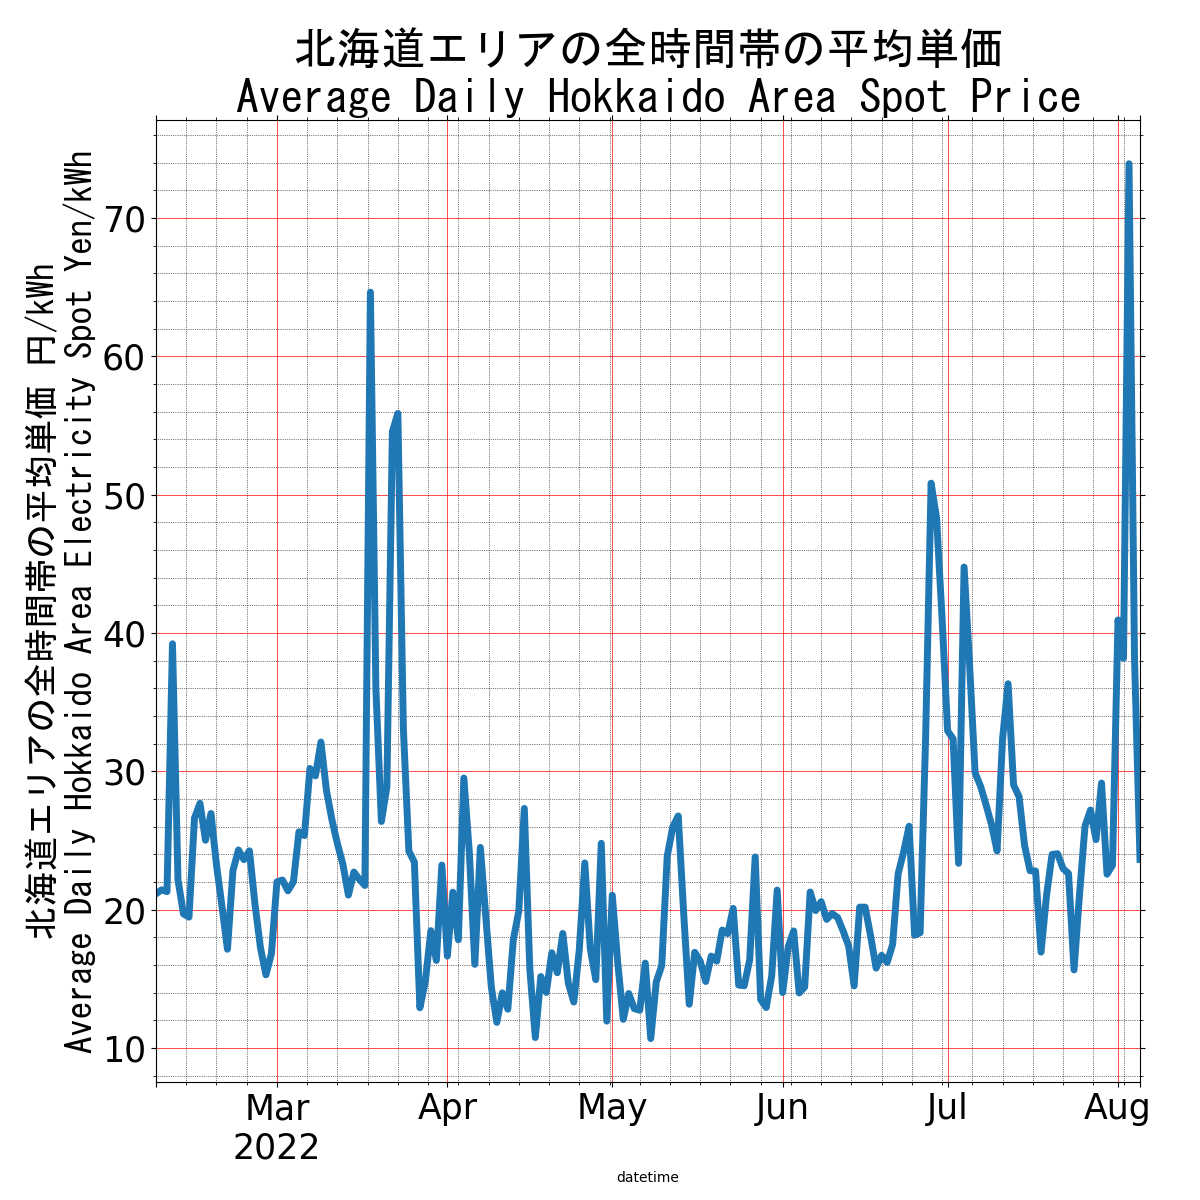 北海道エリアの全時間帯の平均単価
Average Daily Hokkaido Area Spot Price
北海道エリアの全時間帯の平均単価 円/kWh
Average Daily Hokkaido Area Electricity Spot Yen/kWh
70
60
50
40
30
20
10
Mar
2022
Apr
May
Jun
Jul
Aug
datetime